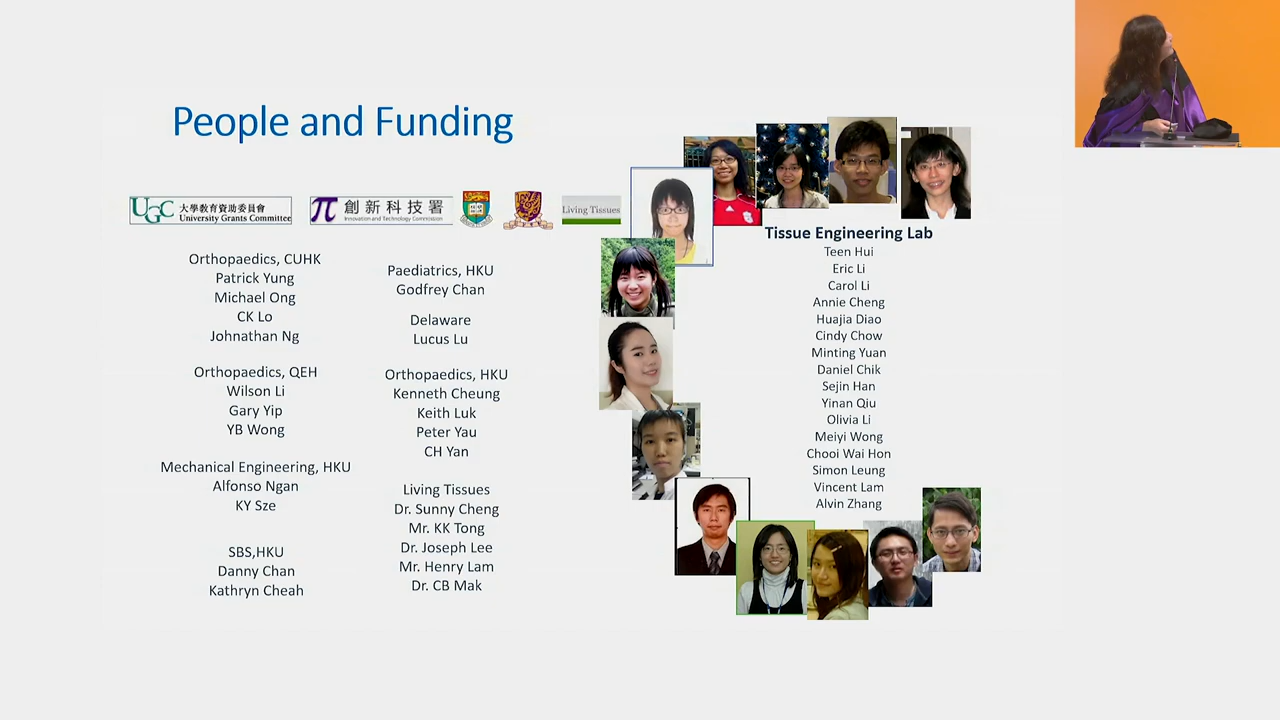 People and Funding
UGC 大學教育資助委員會
University Grants Committee
創新科技署
Innovation and Technology Commission
Living Tissues
Orthopaedics, CUHK
Patrick Yung
Michael Ong
CK Lo
Johnathan Ng
Orthopaedics, QEH
Wilson Li
Gary Yip
YB Wong
Mechanical Engineering, HKU
Alfonso Ngan
KY Sze
SBS,HKU
Danny Chan
Kathryn Cheah
Paediatrics, HKU
Godfrey Chan
Delaware
Lucus Lu
Orthopaedics, HKU
Kenneth Cheung
Keith Luk
Peter Yau
CH Yan
Living Tissues
Dr. Sunny Cheng
Mr. KK Tong
Dr. Joseph Lee
Mr. Henry Lam
Dr. CB Mak
Tissue Engineering Lab
Teen Hui
Eric Li
Carol Li
Annie Cheng
Huajia Diao
Cindy Chow
Minting Yuan
Daniel Chik
Sejin Han
Yinan Qiu
Olivia Li
Meiyi Wong
Chooi Wai Hon
Simon Leung
Vincent Lam
Alvin Zhang